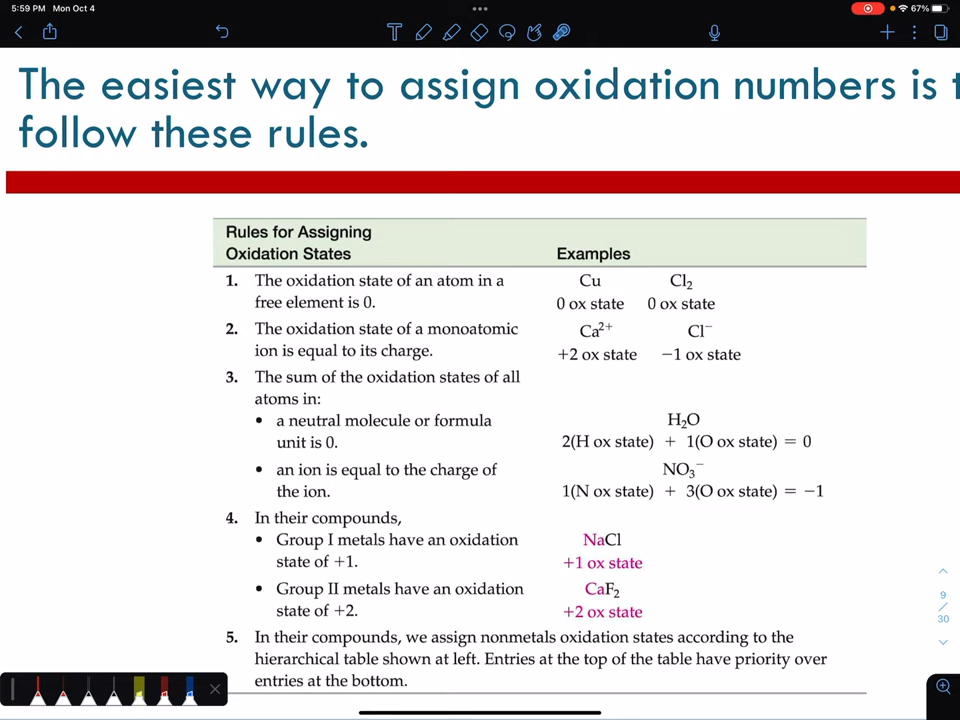 5:59 PM Mon Oct 4
67%
The easiest way to assign oxidation numbers is t
follow these rules.
Rules for Assigning
Oxidation States Examples
1. The oxidation state of an atom in a Cu Cl₂
free element is 0. 0 ox state 0 ox state
2. The oxidation state of a monoatomic Ca²⁺ Cl⁻
ion is equal to its charge. +2 ox state −1 ox state
3. The sum of the oxidation states of all
atoms in:
• a neutral molecule or formula H₂O
unit is 0. 2(H ox state) + 1(O ox state) = 0
• an ion is equal to the charge of NO₃⁻
the ion. 1(N ox state) + 3(O ox state) = −1
4. In their compounds,
• Group I metals have an oxidation NaCl
state of +1. +1 ox state
• Group II metals have an oxidation CaF₂
state of +2. +2 ox state
5. In their compounds, we assign nonmetals oxidation states according to the
hierarchical table shown at left. Entries at the top of the table have priority over
entries at the bottom.
9
/
30